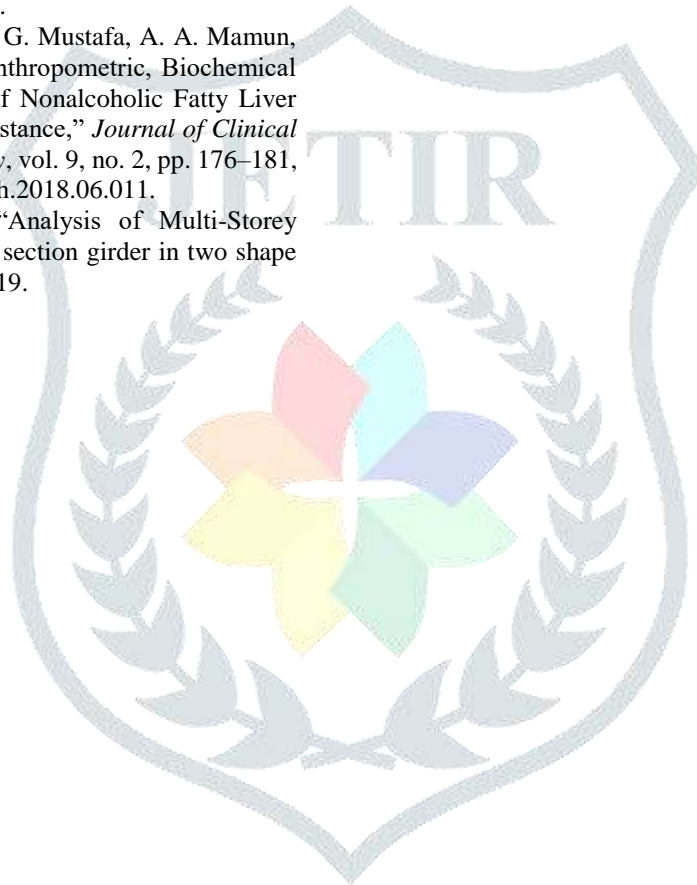 .
G. Mustafa, A. A. Mamun,
nthropometric, Biochemical
f Nonalcoholic Fatty Liver
stance,” Journal of Clinical
y, vol. 9, no. 2, pp. 176–181,
h.2018.06.011.
“Analysis of Multi-Storey
section girder in two shape
19.
JETIR